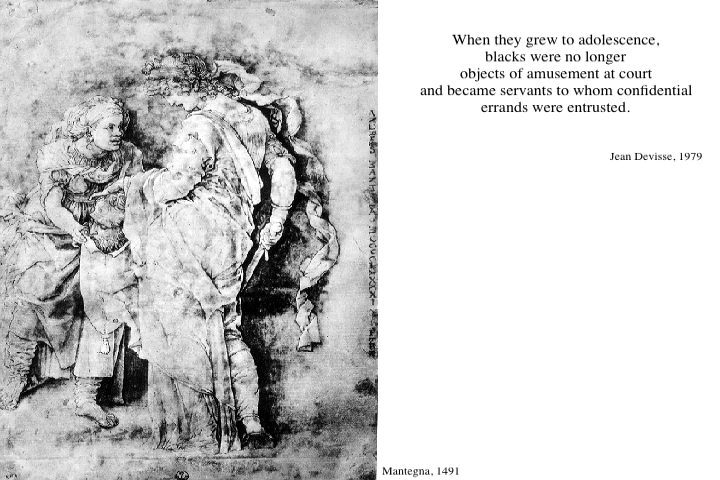 When they grew to adolescence,
blacks were no longer
objects of amusement at court
and became servants to whom confidential
errands were entrusted.
Jean Devisse, 1979
Mantegna, 1491